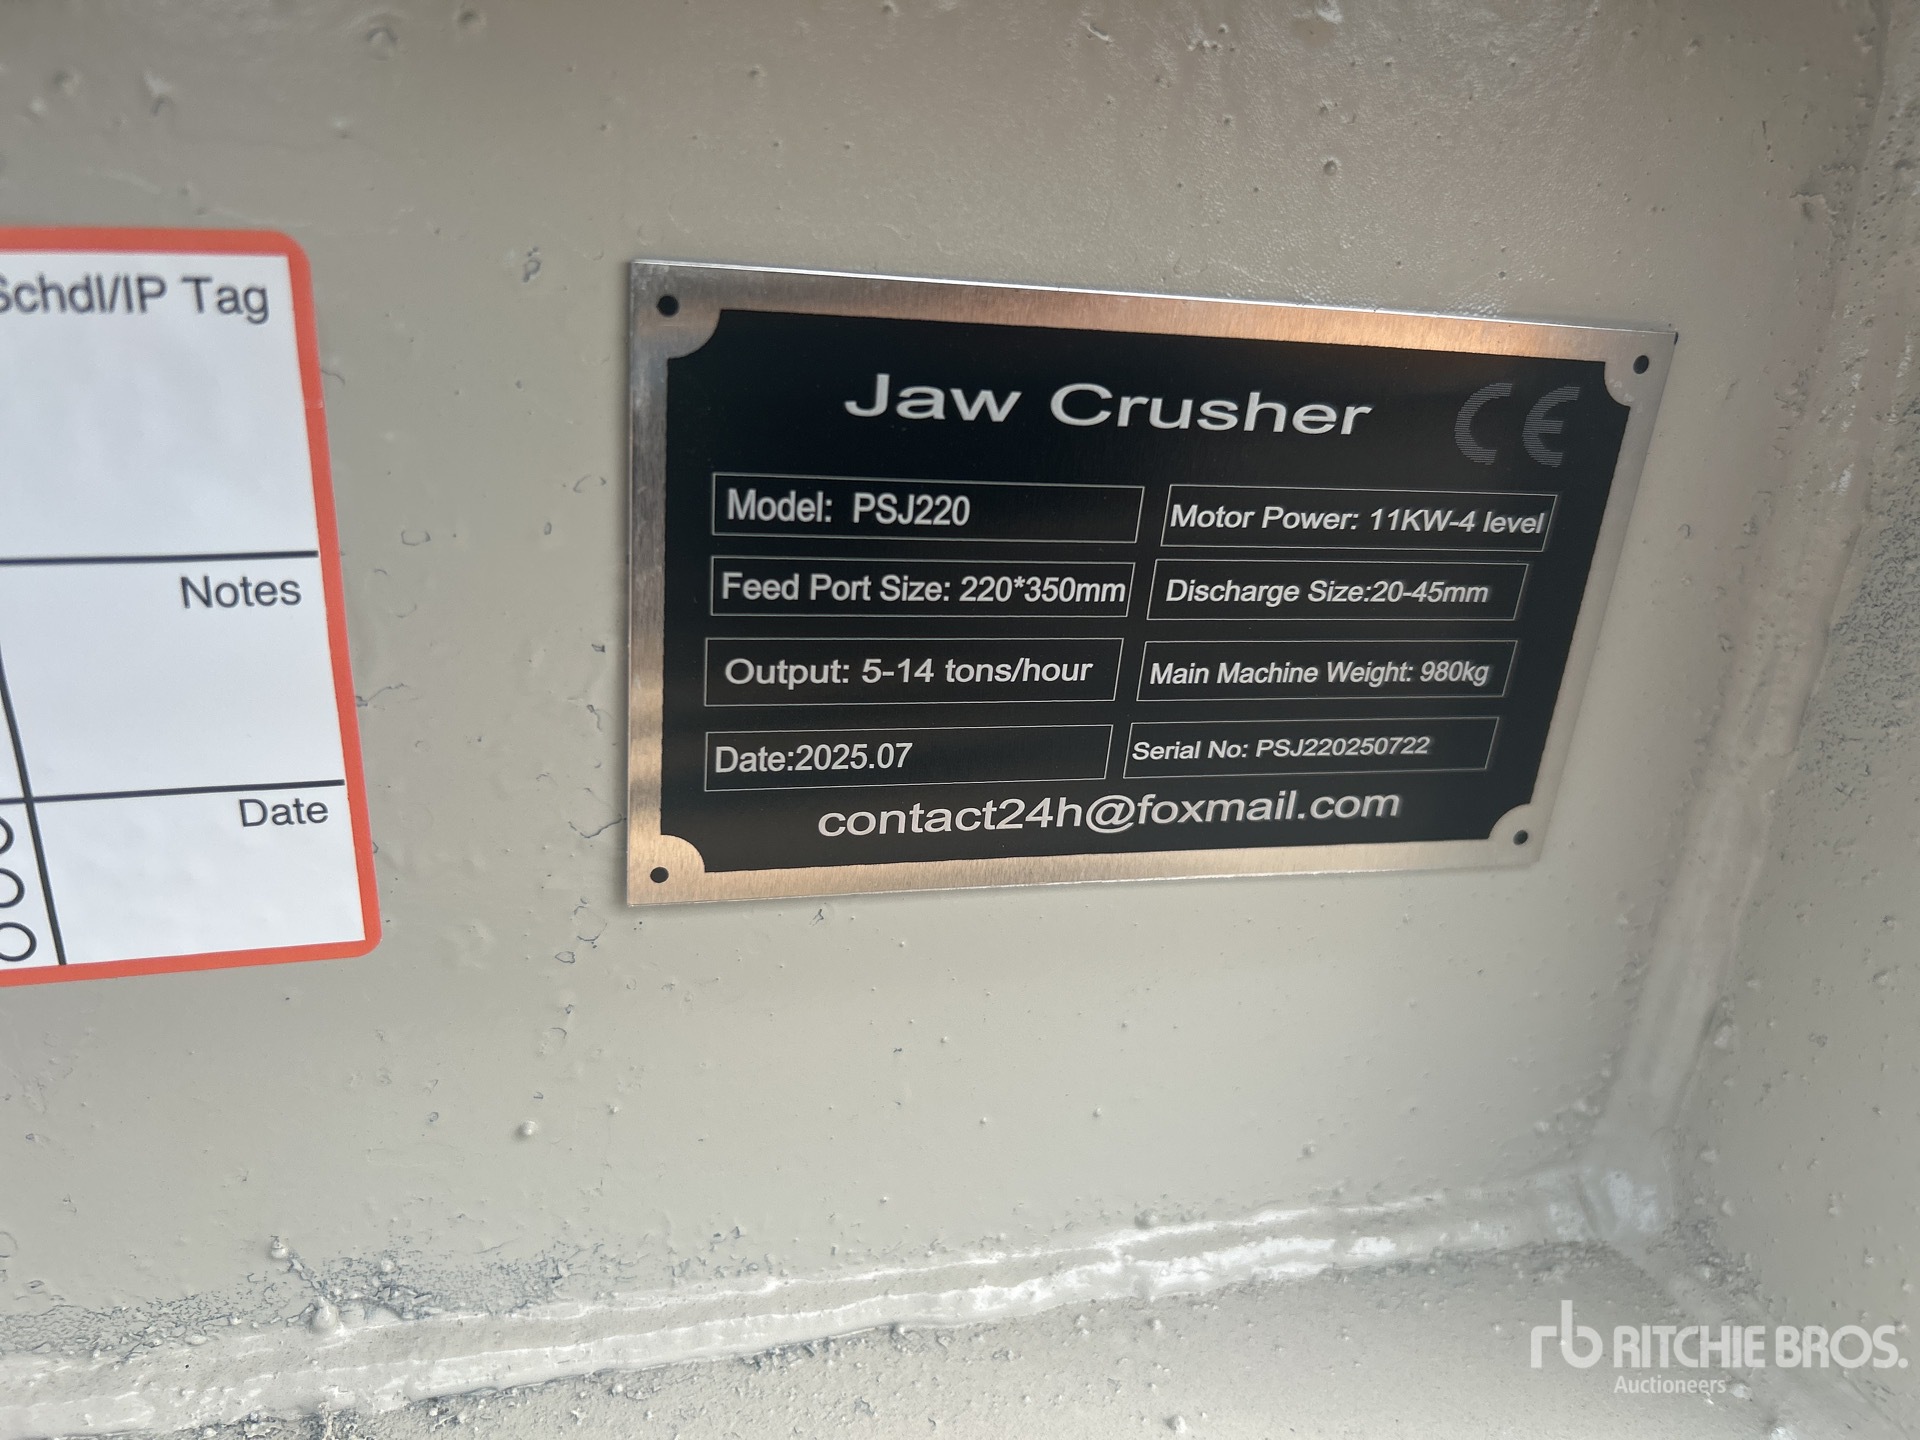 Schdl/IP Tag
Notes
Date
Jaw Crusher
CE
Model: PSJ220
Motor Power: 11KW-4 level
Feed Port Size: 220*350mm
Discharge Size:20-45mm
Output: 5-14 tons/hour
Main Machine Weight: 980kg
Date:2025.07
Serial No: PSJ220250722
contact24h@foxmail.com
rb RITCHIE BROS.
Auctioneers